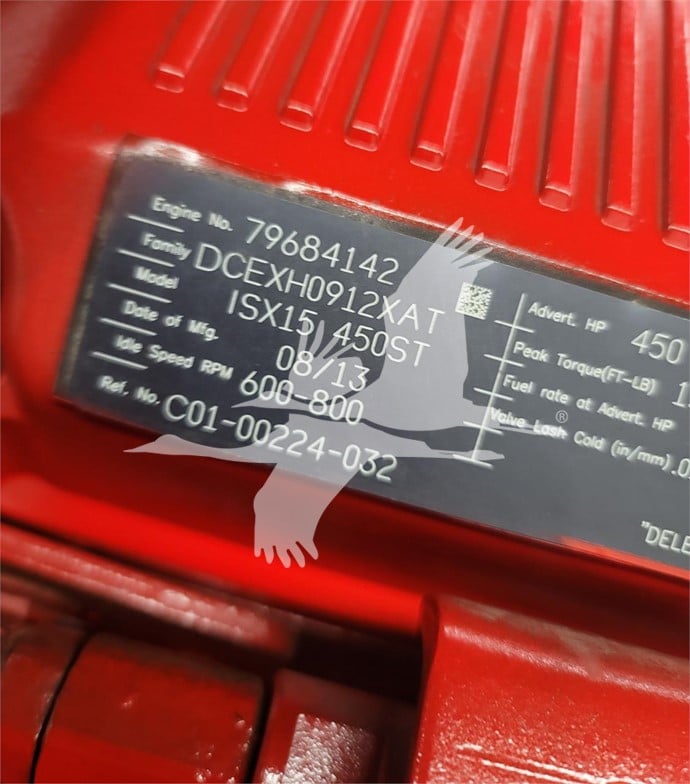 Engine No. 79684142
Family DCEXH0912XAT
Model ISX15 450ST
Date of Mfg. 08/13
Idle Speed RPM 600-800
Ref. No. C01-00224-032
Advert. HP 450
Peak Torque(FT-LB)
Fuel rate at Advert. HP
Valve Lash Cold (in/mm) .0
®